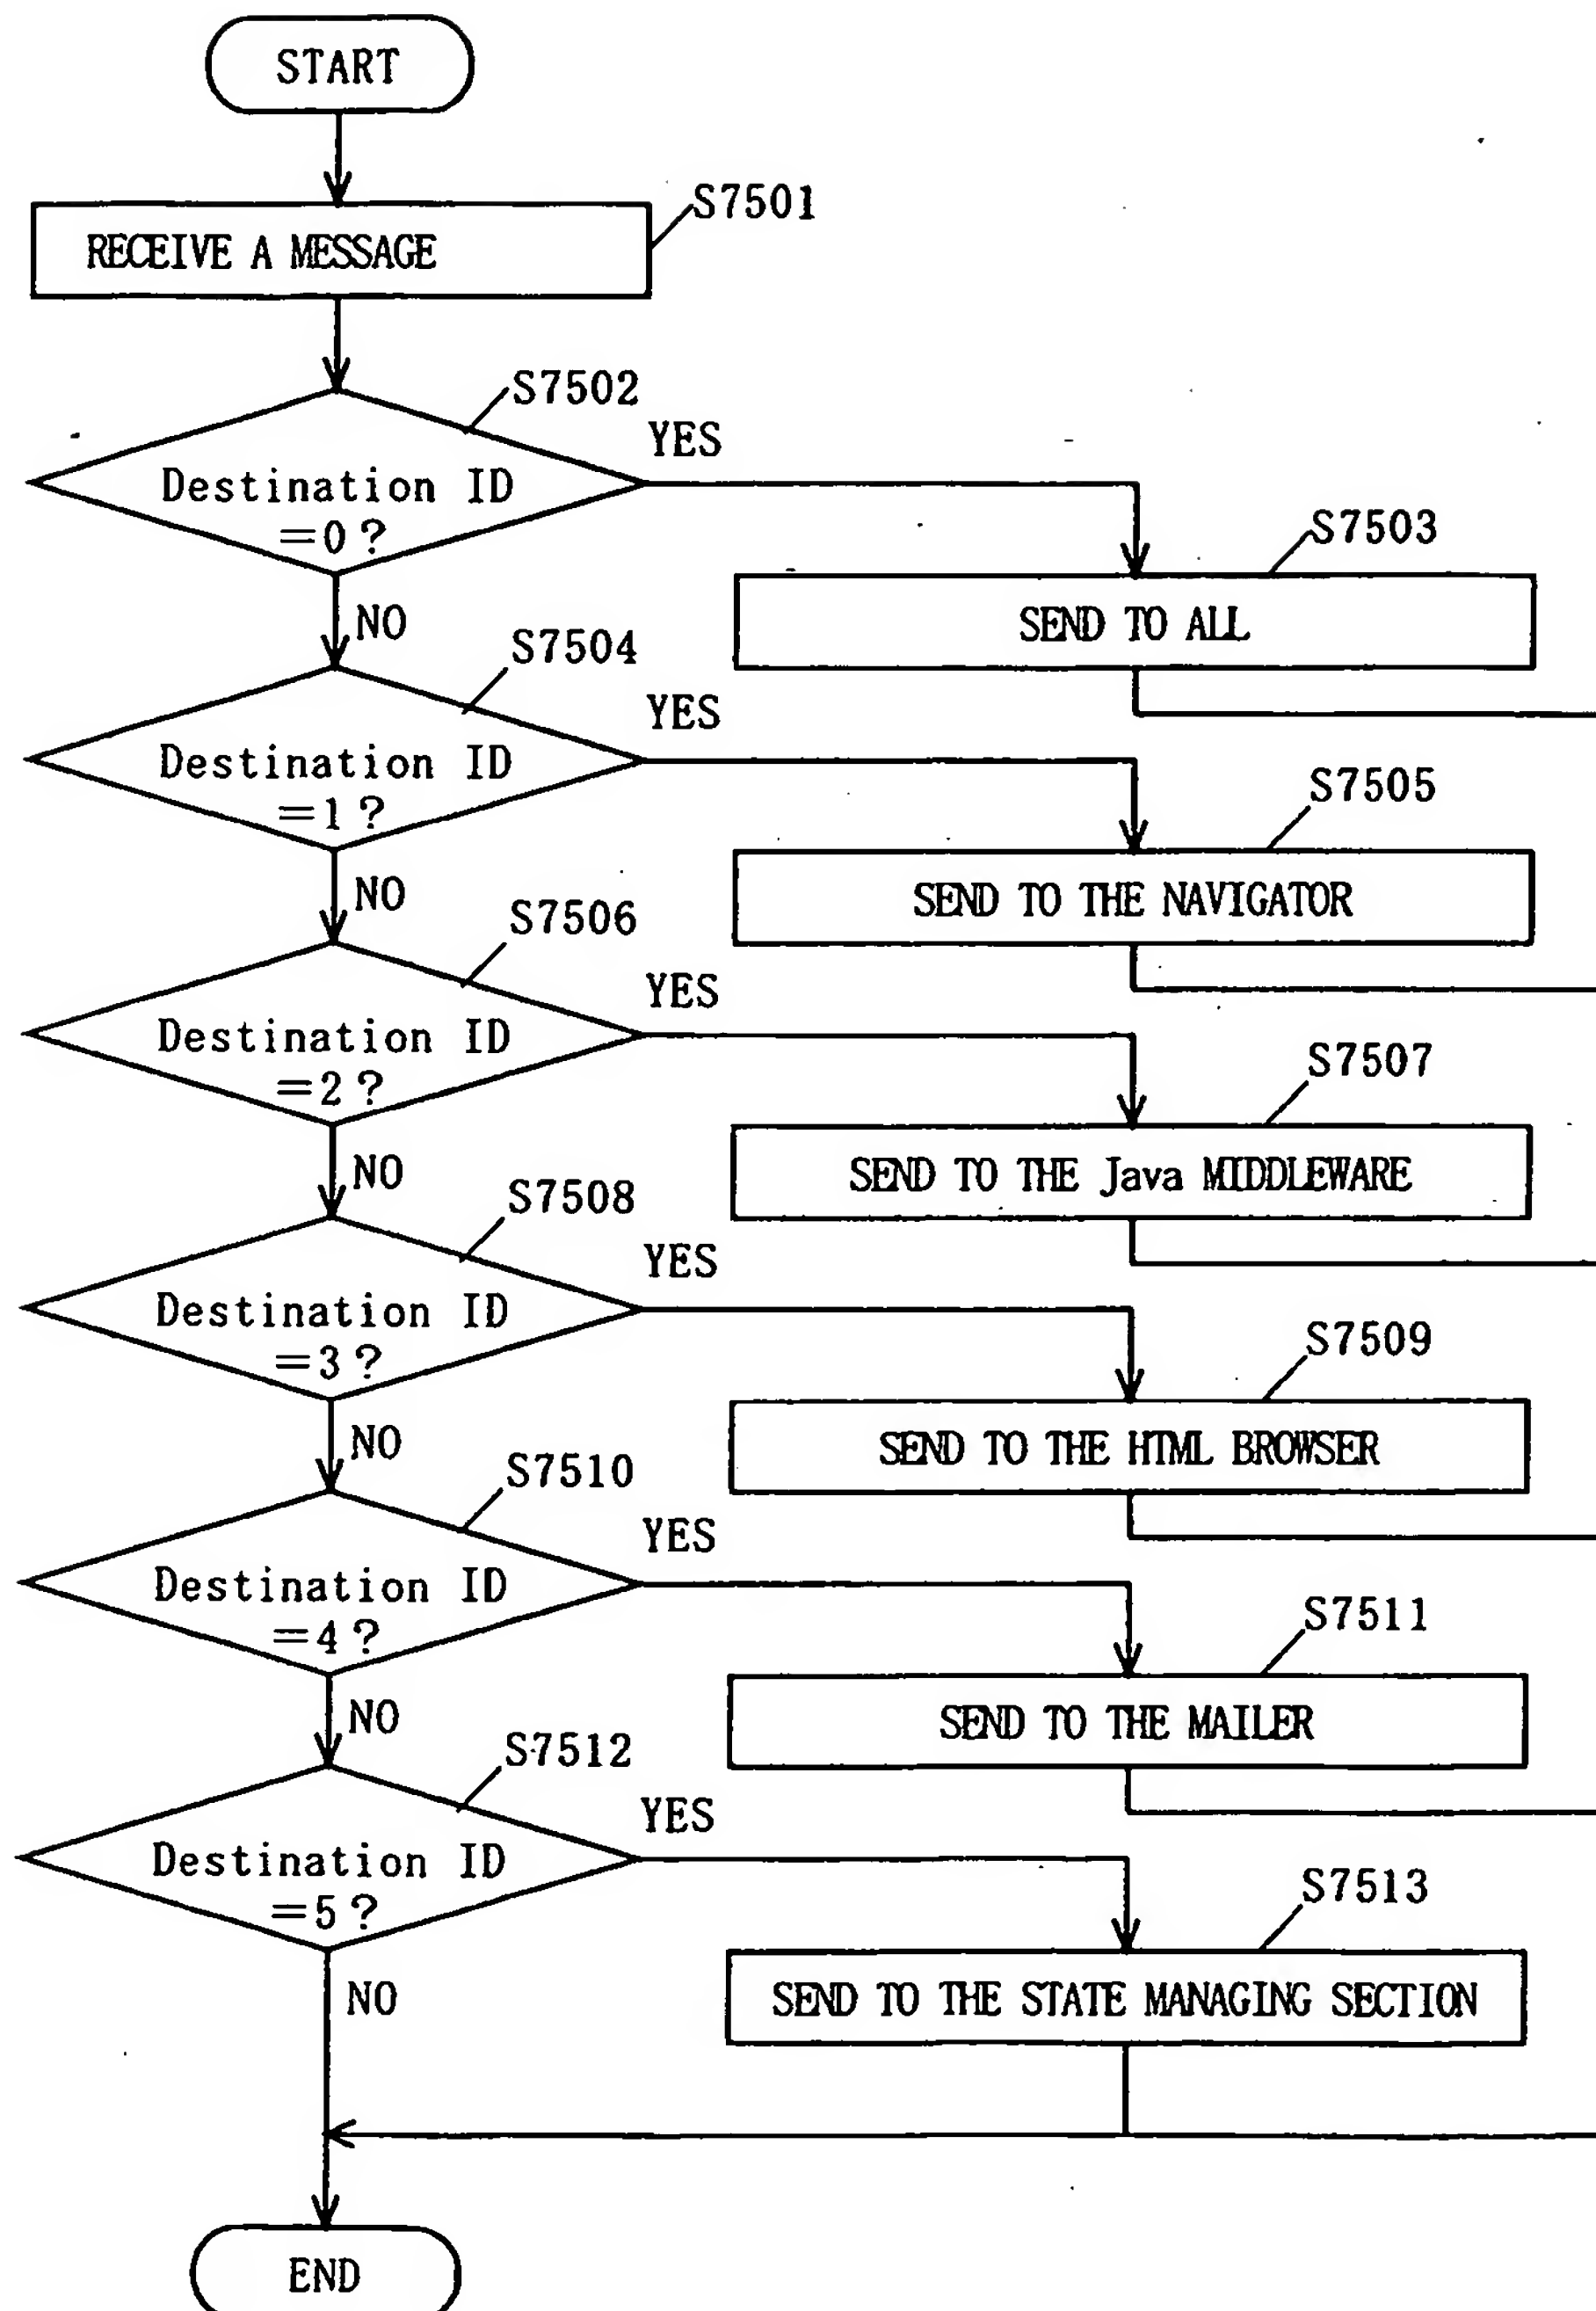 START
S7501
RECEIVE A MESSAGE
S7502
YES
Destination ID
=0?
S7503
SEND TO ALL
NO
S7504
YES
Destination ID
=1?
S7505
SEND TO THE NAVIGATOR
NO
S7506
YES
Destination ID
=2?
S7507
SEND TO THE Java MIDDLEWARE
NO
S7508
YES
Destination ID
=3?
S7509
SEND TO THE HTML BROWSER
NO
S7510
YES
Destination ID
=4?
S7511
SEND TO THE MAILER
NO
S7512
YES
Destination ID
=5?
S7513
SEND TO THE STATE MANAGING SECTION
NO
END